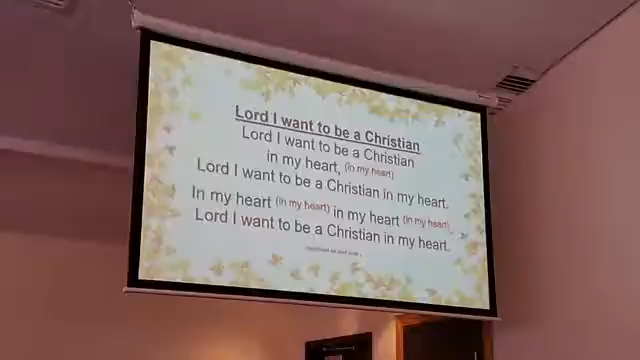 Lord I want to be a Christian
Lord I want to be a Christian
in my heart, (in my heart)
Lord I want to be a Christian in my heart.
In my heart (in my heart) in my heart (in my heart),
Lord I want to be a Christian in my heart.